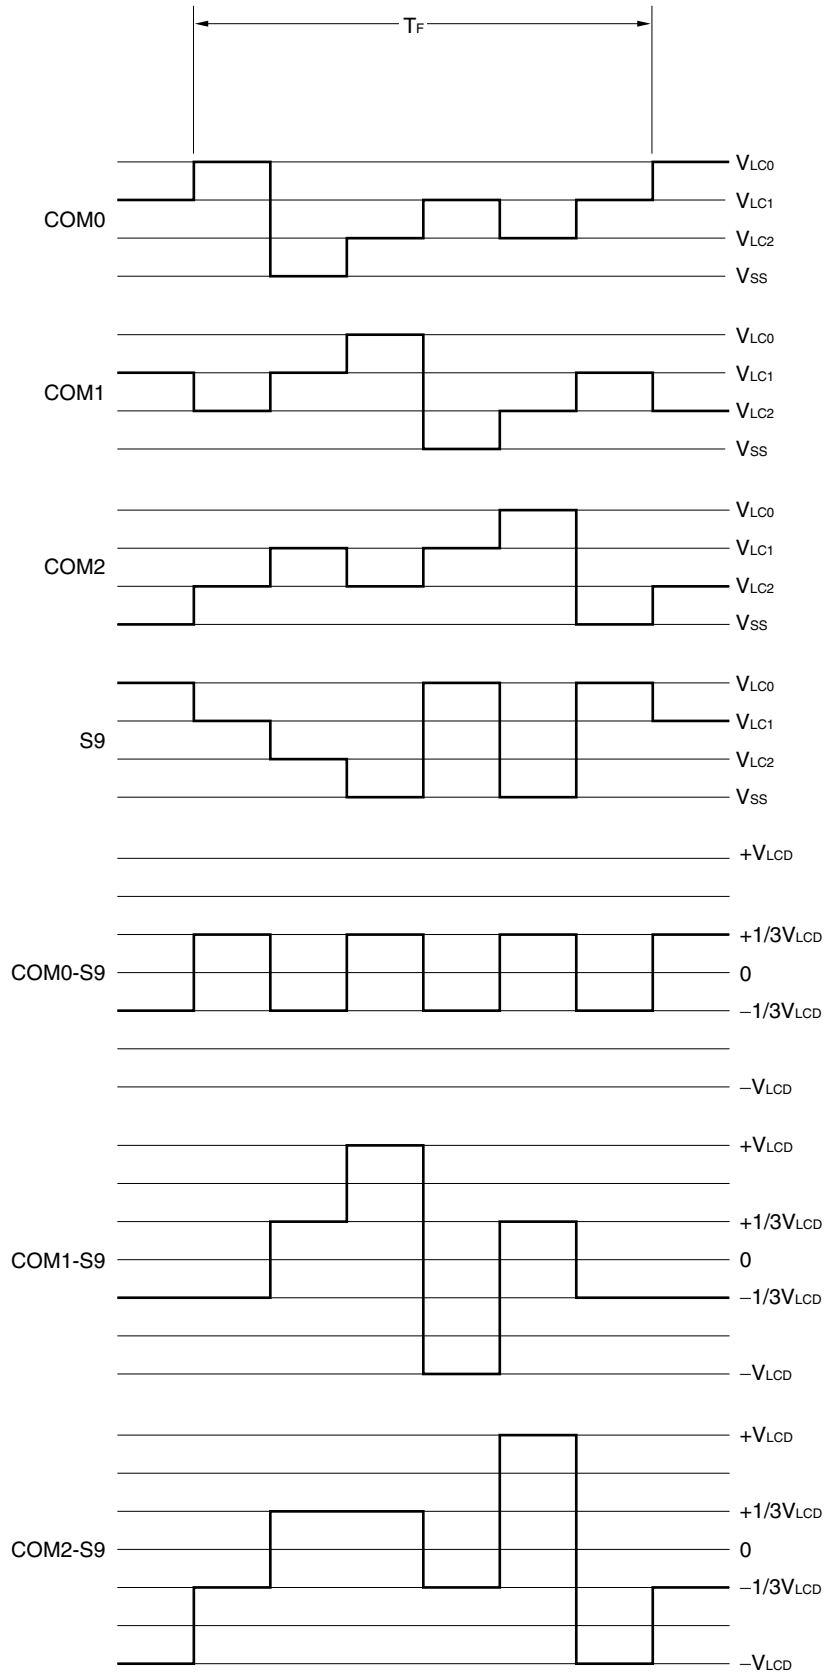 TF
COM0
VLC0
VLC1
VLC2
VSS
COM1
VLC0
VLC1
VLC2
VSS
COM2
VLC0
VLC1
VLC2
VSS
S9
VLC0
VLC1
VLC2
VSS
COM0-S9
+VLCD
+1/3VLCD
0
−1/3VLCD
−VLCD
COM1-S9
+VLCD
+1/3VLCD
0
−1/3VLCD
−VLCD
COM2-S9
+VLCD
+1/3VLCD
0
−1/3VLCD
−VLCD